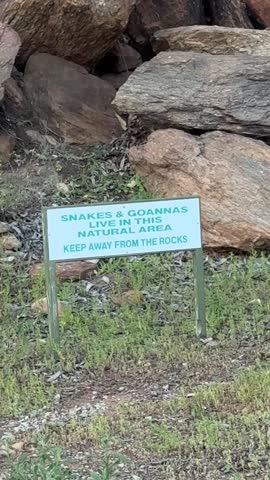 SNAKES & GOANNAS
LIVE IN THIS
NATURAL AREA
KEEP AWAY FROM THE ROCKS